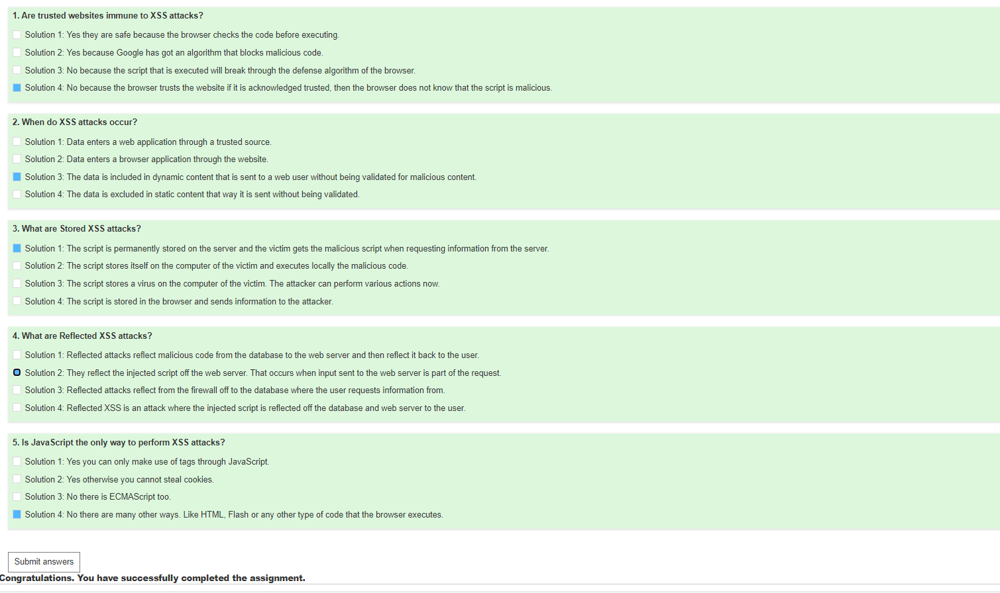 1. Are trusted websites immune to XSS attacks?
Solution 1: Yes they are safe because the browser checks the code before executing.
Solution 2: Yes because Google has got an algorithm that blocks malicious code.
Solution 3: No because the script that is executed will break through the defense algorithm of the browser.
Solution 4: No because the browser trusts the website if it is acknowledged trusted, then the browser does not know that the script is malicious.
2. When do XSS attacks occur?
Solution 1: Data enters a web application through a trusted source.
Solution 2: Data enters a browser application through the website.
Solution 3: The data is included in dynamic content that is sent to a web user without being validated for malicious content.
Solution 4: The data is excluded in static content that way it is sent without being validated.
3. What are Stored XSS attacks?
Solution 1: The script is permanently stored on the server and the victim gets the malicious script when requesting information from the server.
Solution 2: The script stores itself on the computer of the victim and executes locally the malicious code.
Solution 3: The script stores a virus on the computer of the victim. The attacker can perform various actions now.
Solution 4: The script is stored in the browser and sends information to the attacker.
4. What are Reflected XSS attacks?
Solution 1: Reflected attacks reflect malicious code from the database to the web server and then reflect it back to the user.
Solution 2: They reflect the injected script off the web server. That occurs when input sent to the web server is part of the request.
Solution 3: Reflected attacks reflect from the firewall off to the database where the user requests information from.
Solution 4: Reflected XSS is an attack where the injected script is reflected off the database and web server to the user.
5. Is JavaScript the only way to perform XSS attacks?
Solution 1: Yes you can only make use of tags through JavaScript.
Solution 2: Yes otherwise you cannot steal cookies.
Solution 3: No there is ECMAScript too.
Solution 4: No there are many other ways. Like HTML, Flash or any other type of code that the browser executes.
Submit answers
Congratulations. You have successfully completed the assignment.